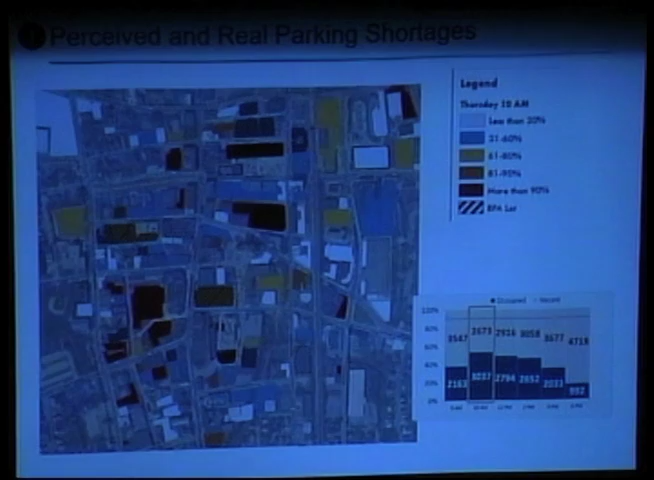 Perceived and Real Parking Shortages
Legend
Thursday 10 AM
Less than 30%
31-60%
61-80%
81-90%
More than 90%
BPA Lot
Occupied Vacant
120%
80%
60%
40%
20%
0%
3547 2673 2916 3058 3677 4718
2163 3037 2794 2652 2033 992